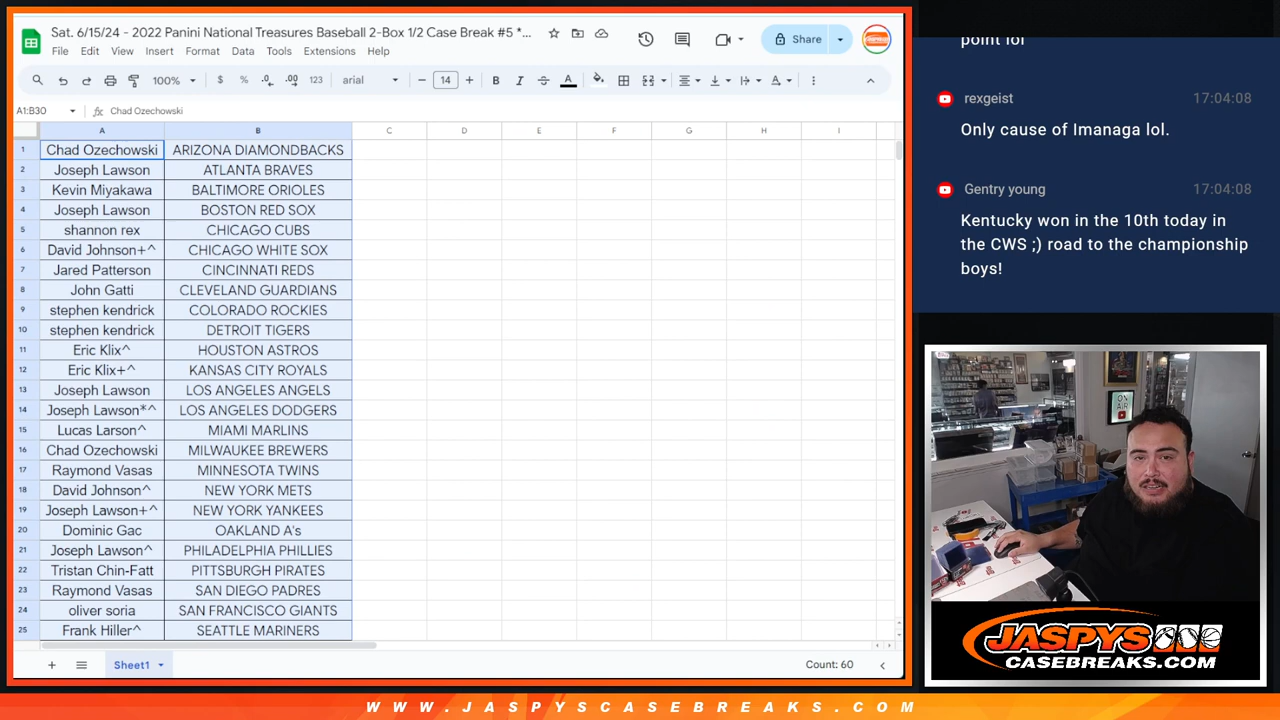 Sat. 6/15/24 - 2022 Panini National Treasures Baseball 2-Box 1/2 Case Break #5 *...
File Edit View Insert Format Data Tools Extensions Help
Share
100% $ % .0 .00 123 arial 14 B I A
A1:B30 fx Chad Ozechowski
A B C D E F G H I
1 Chad Ozechowski ARIZONA DIAMONDBACKS
2 Joseph Lawson ATLANTA BRAVES
3 Kevin Miyakawa BALTIMORE ORIOLES
4 Joseph Lawson BOSTON RED SOX
5 shannon rex CHICAGO CUBS
6 David Johnson+^ CHICAGO WHITE SOX
7 Jared Patterson CINCINNATI REDS
8 John Gatti CLEVELAND GUARDIANS
9 stephen kendrick COLORADO ROCKIES
10 stephen kendrick DETROIT TIGERS
11 Eric Klix^ HOUSTON ASTROS
12 Eric Klix+^ KANSAS CITY ROYALS
13 Joseph Lawson LOS ANGELES ANGELS
14 Joseph Lawson*^ LOS ANGELES DODGERS
15 Lucas Larson^ MIAMI MARLINS
16 Chad Ozechowski MILWAUKEE BREWERS
17 Raymond Vasas MINNESOTA TWINS
18 David Johnson^ NEW YORK METS
19 Joseph Lawson+^ NEW YORK YANKEES
20 Dominic Gac OAKLAND A's
21 Joseph Lawson^ PHILADELPHIA PHILLIES
22 Tristan Chin-Fatt PITTSBURGH PIRATES
23 Raymond Vasas SAN DIEGO PADRES
24 oliver soria SAN FRANCISCO GIANTS
25 Frank Hiller^ SEATTLE MARINERS
Sheet1
Count: 60
point lol
rexgeist 17:04:08
Only cause of Imanaga lol.
Gentry young 17:04:08
Kentucky won in the 10th today in
the CWS ;) road to the championship
boys!
ON
AIR
JASPYS
CASEBREAKS.COM
WWW.JASPYSCASEBREAKS.COM